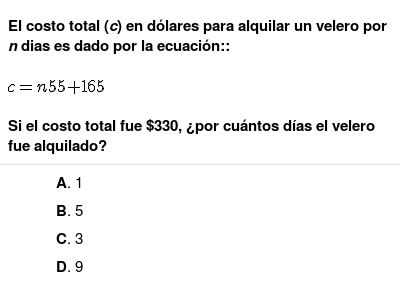 El costo total (c) en dólares para alquilar un velero por
n dias es dado por la ecuación::
c = n55+165
Si el costo total fue $330, ¿por cuántos días el velero
fue alquilado?
A. 1
B. 5
C. 3
D. 9